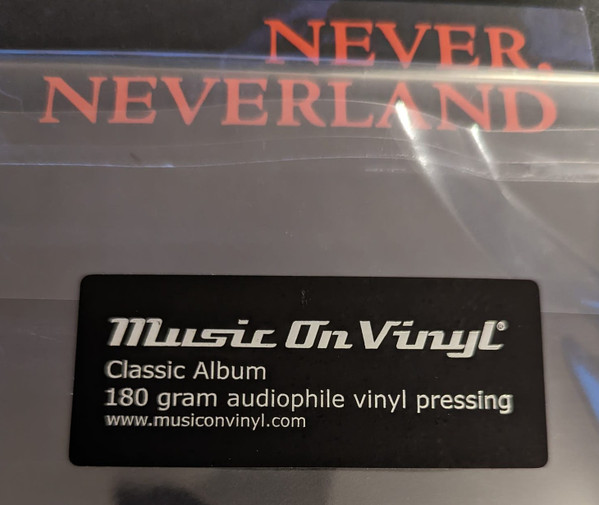 NEVER,
NEVERLAND
Music On Vinyl®
Classic Album
180 gram audiophile vinyl pressing
www.musiconvinyl.com